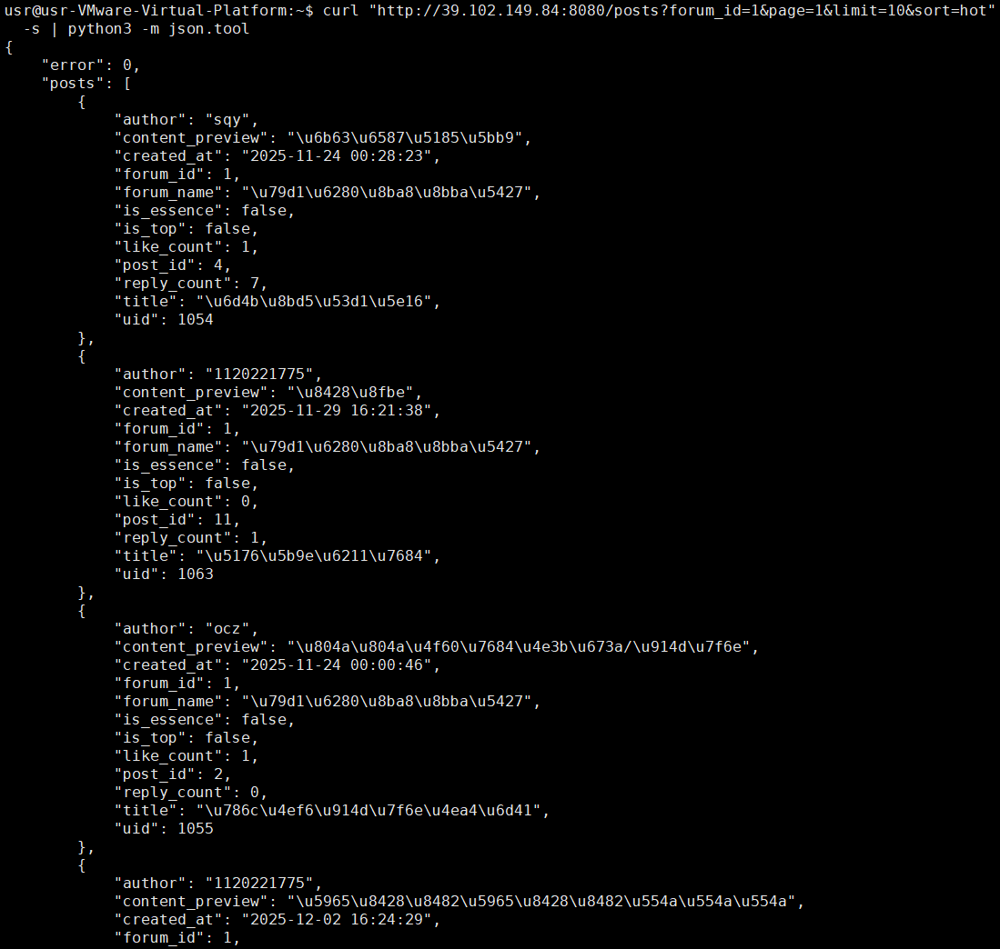 usr@usr-VMware-Virtual-Platform:~$ curl "http://39.102.149.84:8080/posts?forum_id=1&page=1&limit=10&sort=hot"
  -s | python3 -m json.tool
{
    "error": 0,
    "posts": [
        {
            "author": "sqy",
            "content_preview": "\u6b63\u6587\u5185\u5bb9",
            "created_at": "2025-11-24 00:28:23",
            "forum_id": 1,
            "forum_name": "\u79d1\u6280\u8ba8\u8bba\u5427",
            "is_essence": false,
            "is_top": false,
            "like_count": 1,
            "post_id": 4,
            "reply_count": 7,
            "title": "\u6d4b\u8bd5\u53d1\u5e16",
            "uid": 1054
        },
        {
            "author": "1120221775",
            "content_preview": "\u8428\u8fbe",
            "created_at": "2025-11-29 16:21:38",
            "forum_id": 1,
            "forum_name": "\u79d1\u6280\u8ba8\u8bba\u5427",
            "is_essence": false,
            "is_top": false,
            "like_count": 0,
            "post_id": 11,
            "reply_count": 1,
            "title": "\u5176\u5b9e\u6211\u7684",
            "uid": 1063
        },
        {
            "author": "ocz",
            "content_preview": "\u804a\u804a\u4f60\u7684\u4e3b\u673a/\u914d\u7f6e",
            "created_at": "2025-11-24 00:00:46",
            "forum_id": 1,
            "forum_name": "\u79d1\u6280\u8ba8\u8bba\u5427",
            "is_essence": false,
            "is_top": false,
            "like_count": 1,
            "post_id": 2,
            "reply_count": 0,
            "title": "\u786c\u4ef6\u914d\u7f6e\u4ea4\u6d41",
            "uid": 1055
        },
        {
            "author": "1120221775",
            "content_preview": "\u5965\u8428\u8482\u5965\u8428\u8482\u554a\u554a\u554a",
            "created_at": "2025-12-02 16:24:29",
            "forum_id": 1,